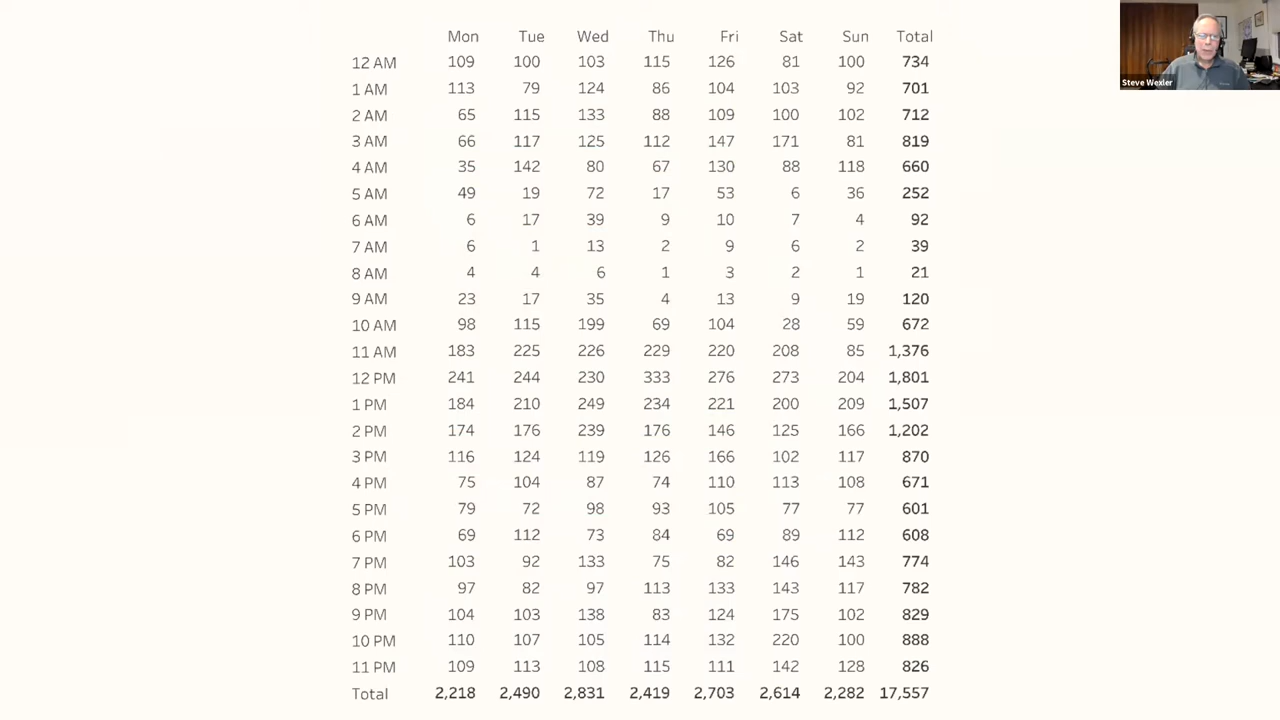 Mon Tue Wed Thu Fri Sat Sun Total
12 AM 109 100 103 115 126 81 100 734
1 AM 113 79 124 86 104 103 92 701
2 AM 65 115 133 88 109 100 102 712
3 AM 66 117 125 112 147 171 81 819
4 AM 35 142 80 67 130 88 118 660
5 AM 49 19 72 17 53 6 36 252
6 AM 6 17 39 9 10 7 4 92
7 AM 6 1 13 2 9 6 2 39
8 AM 4 4 6 1 3 2 1 21
9 AM 23 17 35 4 13 9 19 120
10 AM 98 115 199 69 104 28 59 672
11 AM 183 225 226 229 220 208 85 1,376
12 PM 241 244 230 333 276 273 204 1,801
1 PM 184 210 249 234 221 200 209 1,507
2 PM 174 176 239 176 146 125 166 1,202
3 PM 116 124 119 126 166 102 117 870
4 PM 75 104 87 74 110 113 108 671
5 PM 79 72 98 93 105 77 77 601
6 PM 69 112 73 84 69 89 112 608
7 PM 103 92 133 75 82 146 143 774
8 PM 97 82 97 113 133 143 117 782
9 PM 104 103 138 83 124 175 102 829
10 PM 110 107 105 114 132 220 100 888
11 PM 109 113 108 115 111 142 128 826
Total 2,218 2,490 2,831 2,419 2,703 2,614 2,282 17,557
Steve Wexler